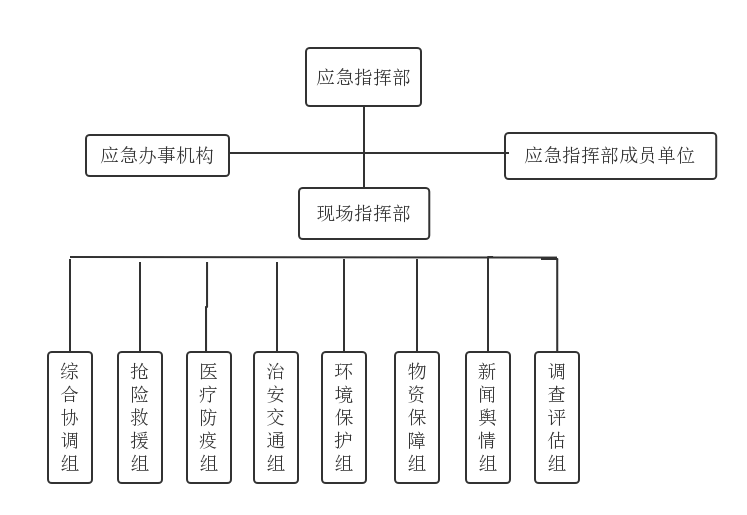 应急指挥部
应急办事机构
应急指挥部成员单位
现场指挥部
综合协调组
抢险救援组
医疗防疫组
治安交通组
环境保护组
物资保障组
新闻舆情组
调查评估组